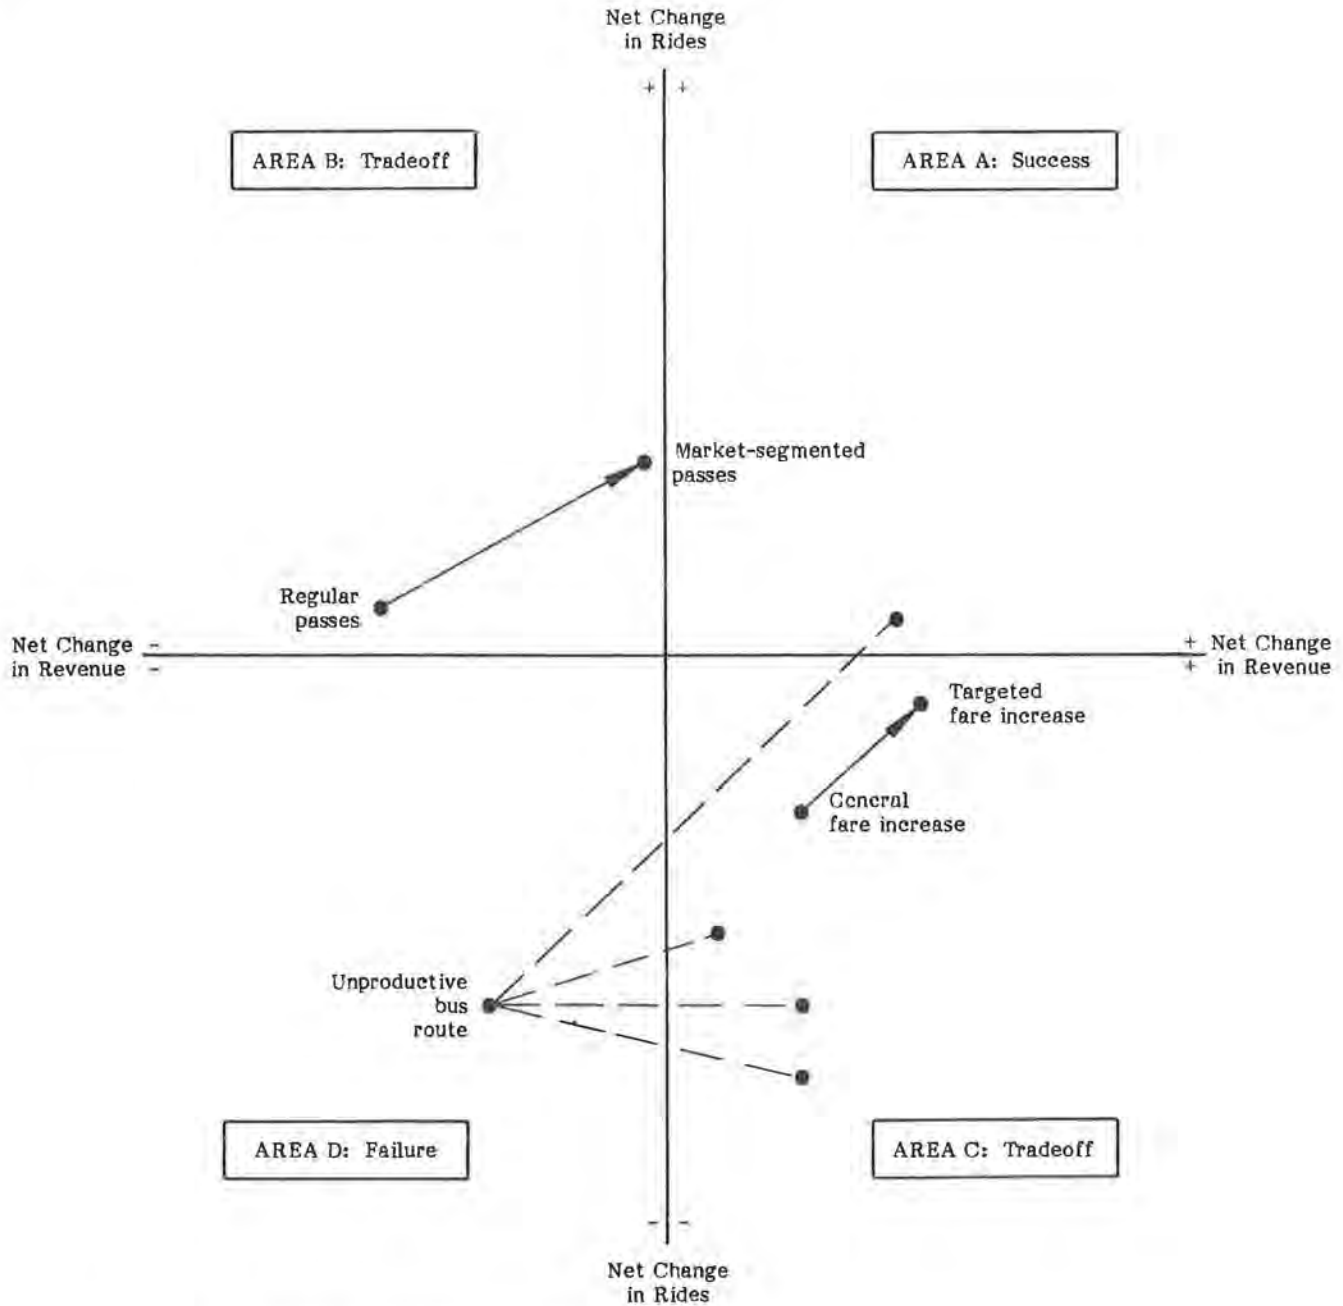 Net Change
in Rides
+ +
AREA B: Tradeoff
AREA A: Success
Market-segmented
passes
Regular
passes
Net Change -
in Revenue -
+ Net Change
+ in Revenue
Targeted
fare increase
General
fare increase
Unproductive
bus
route
AREA D: Failure
AREA C: Tradeoff
- -
Net Change
in Rides